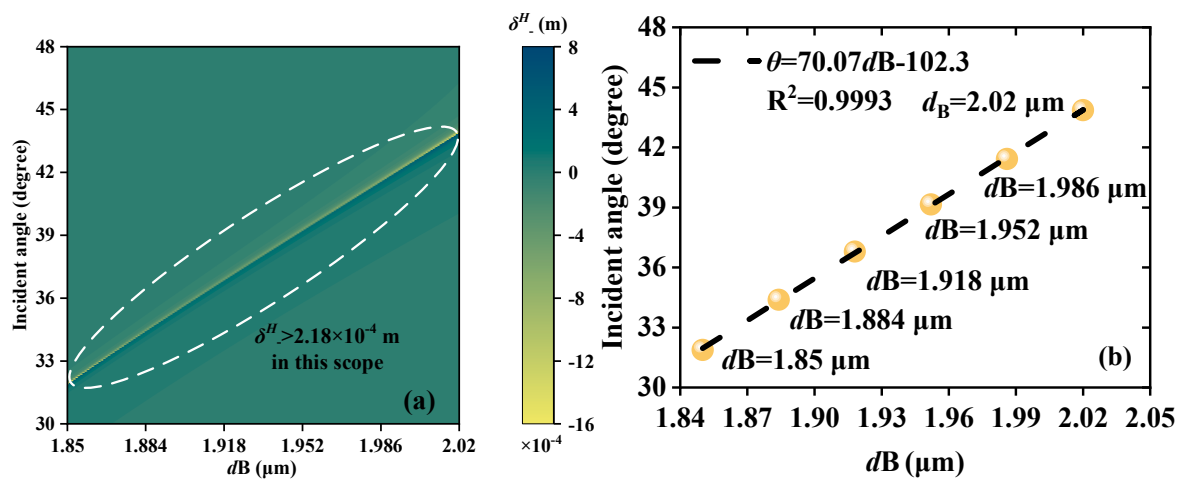 δᴴ₋ (m)
48
45
42
39
36
33
30
Incident angle (degree)
δᴴ₋>2.18×10⁻⁴ m
in this scope
(a)
1.85 1.884 1.918 1.952 1.986 2.02
dB (μm)
8
4
0
-4
-8
-12
-16
×10⁻⁴
48
45
42
39
36
33
30
Incident angle (degree)
θ=70.07dB-102.3
R²=0.9993 d_B=2.02 μm
dB=1.986 μm
dB=1.952 μm
dB=1.918 μm
dB=1.884 μm
dB=1.85 μm
(b)
1.84 1.87 1.90 1.93 1.96 1.99 2.02 2.05
dB (μm)